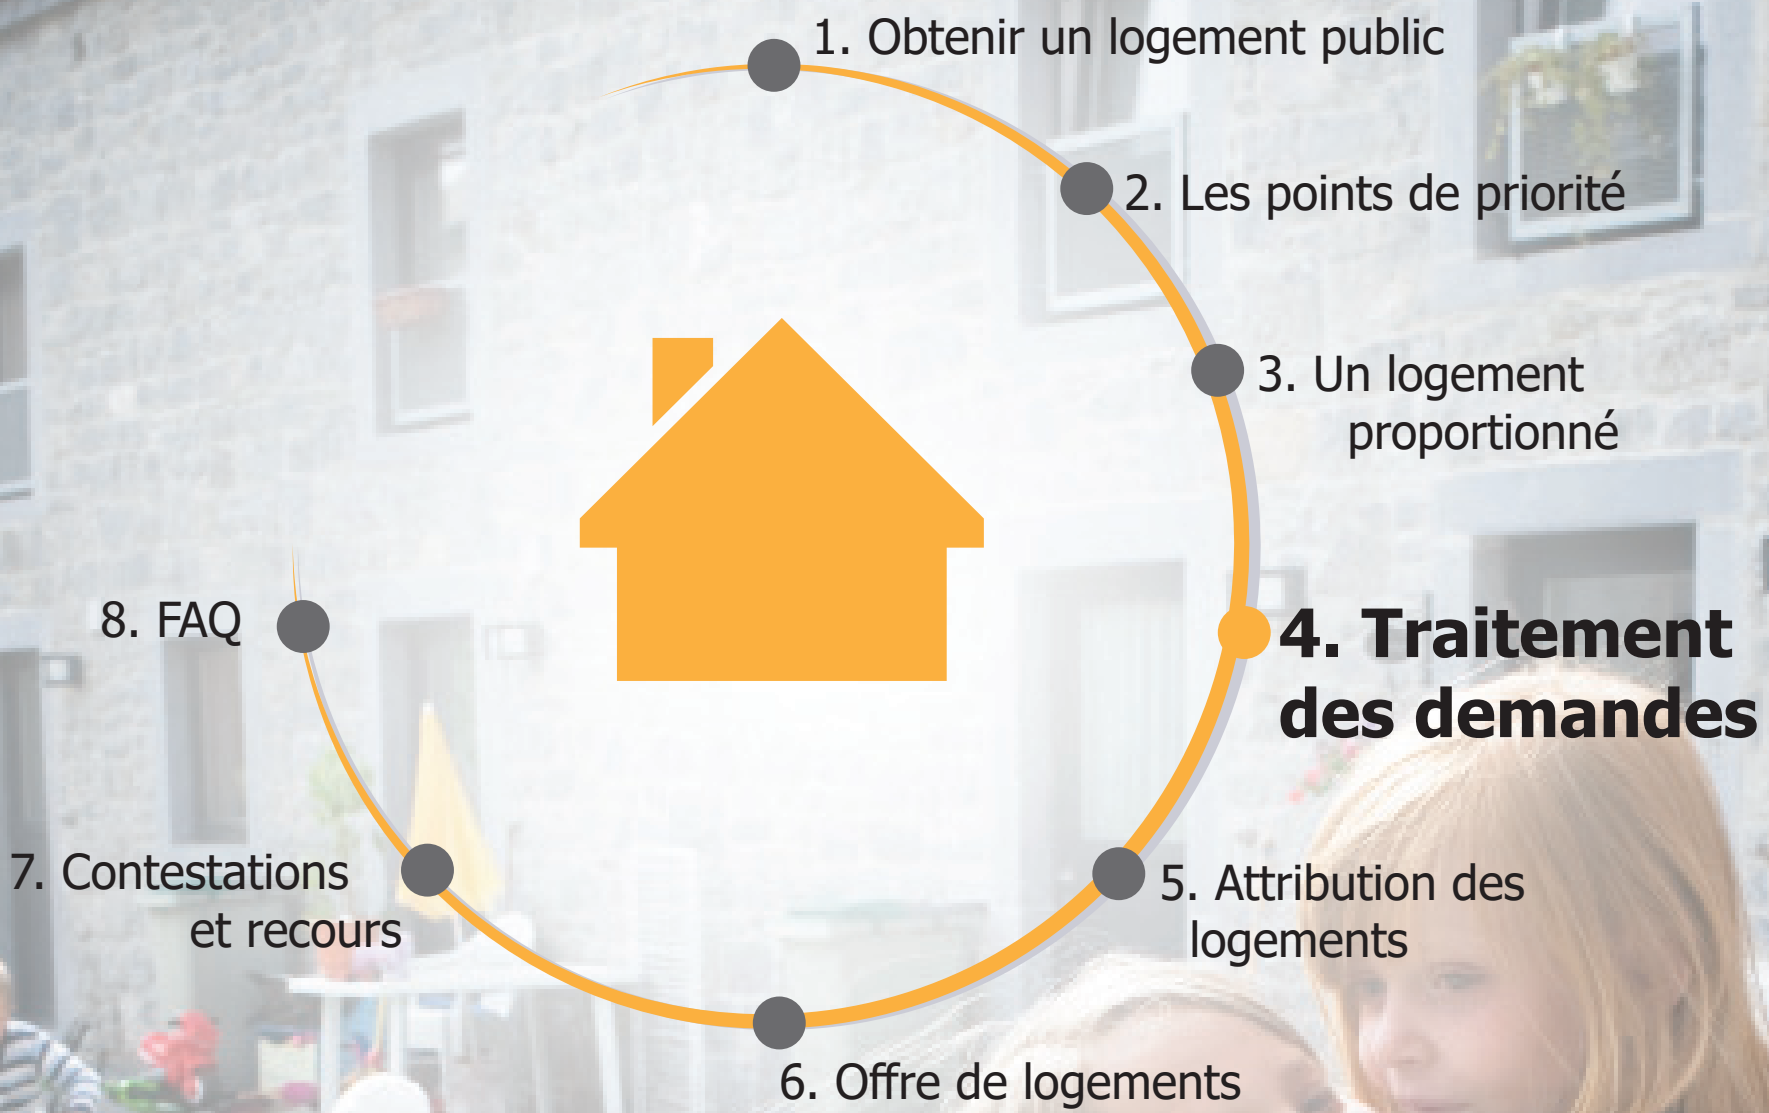 1. Obtenir un logement public
2. Les points de priorité
3. Un logement
proportionné
4. Traitement
des demandes
5. Attribution des
logements
6. Offre de logements
7. Contestations
et recours
8. FAQ